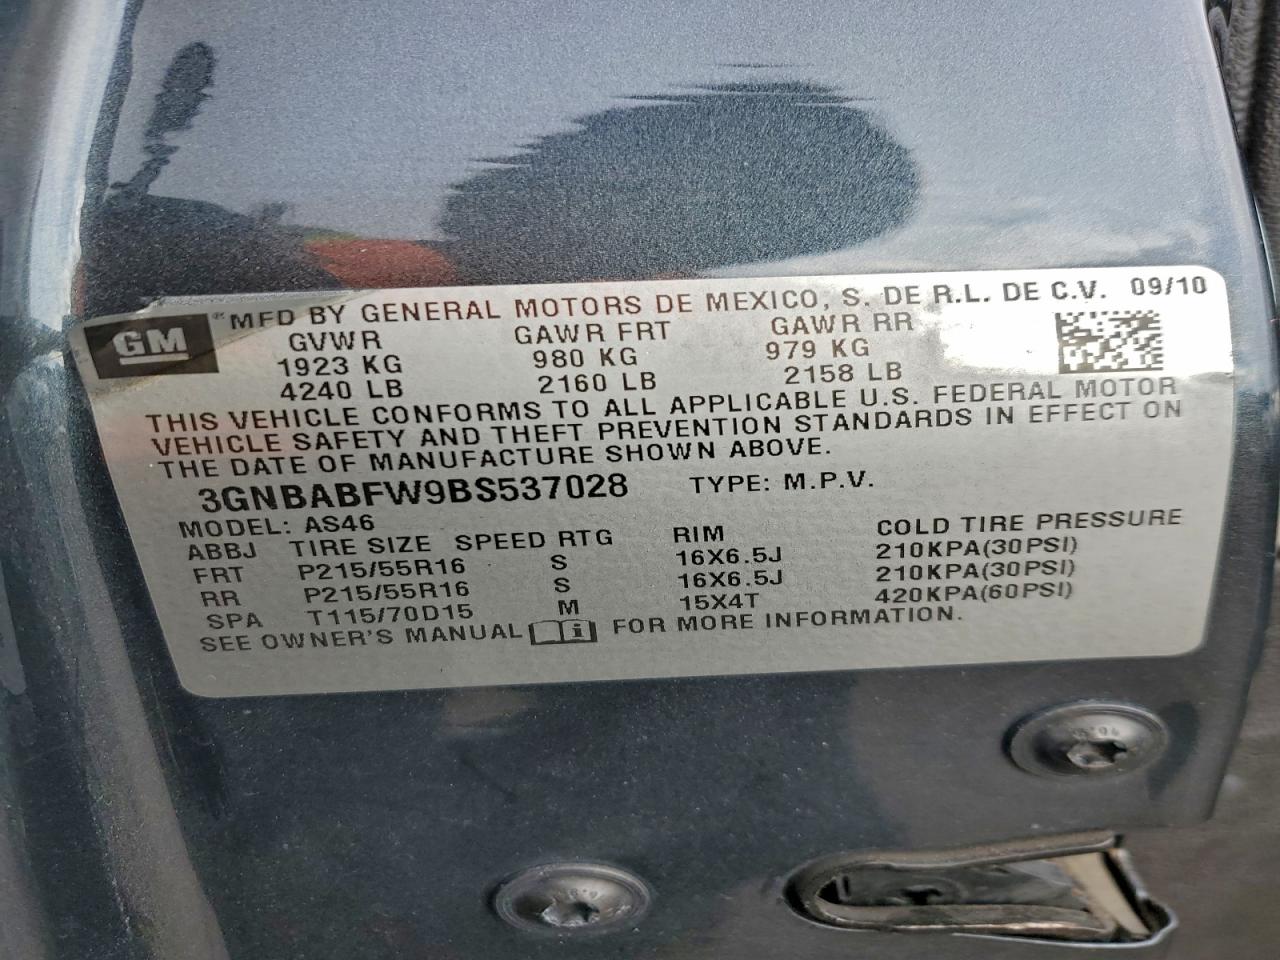 GM
® MFD BY GENERAL MOTORS DE MEXICO, S. DE R.L. DE C.V. 09/10
GVWR GAWR FRT GAWR RR
1923 KG 980 KG 979 KG
4240 LB 2160 LB 2158 LB
THIS VEHICLE CONFORMS TO ALL APPLICABLE U.S. FEDERAL MOTOR
VEHICLE SAFETY AND THEFT PREVENTION STANDARDS IN EFFECT ON
THE DATE OF MANUFACTURE SHOWN ABOVE.
3GNBABFW9BS537028 TYPE: M.P.V.
MODEL: AS46
ABBJ TIRE SIZE SPEED RTG RIM COLD TIRE PRESSURE
FRT P215/55R16 S 16X6.5J 210KPA(30PSI)
RR P215/55R16 S 16X6.5J 210KPA(30PSI)
SPA T115/70D15 M 15X4T 420KPA(60PSI)
SEE OWNER'S MANUAL i FOR MORE INFORMATION.